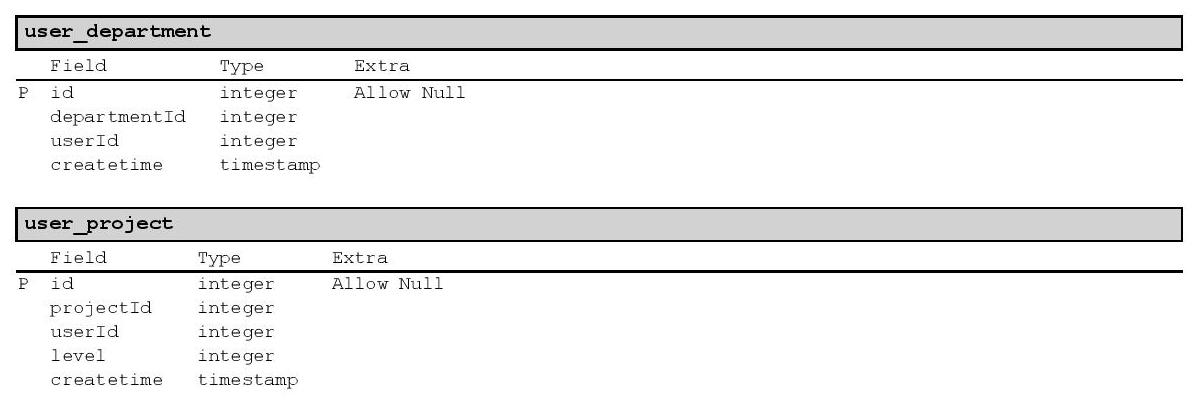 user_department
Field Type Extra
P id integer Allow Null
departmentId integer
userId integer
createtime timestamp
user_project
Field Type Extra
P id integer Allow Null
projectId integer
userId integer
level integer
createtime timestamp